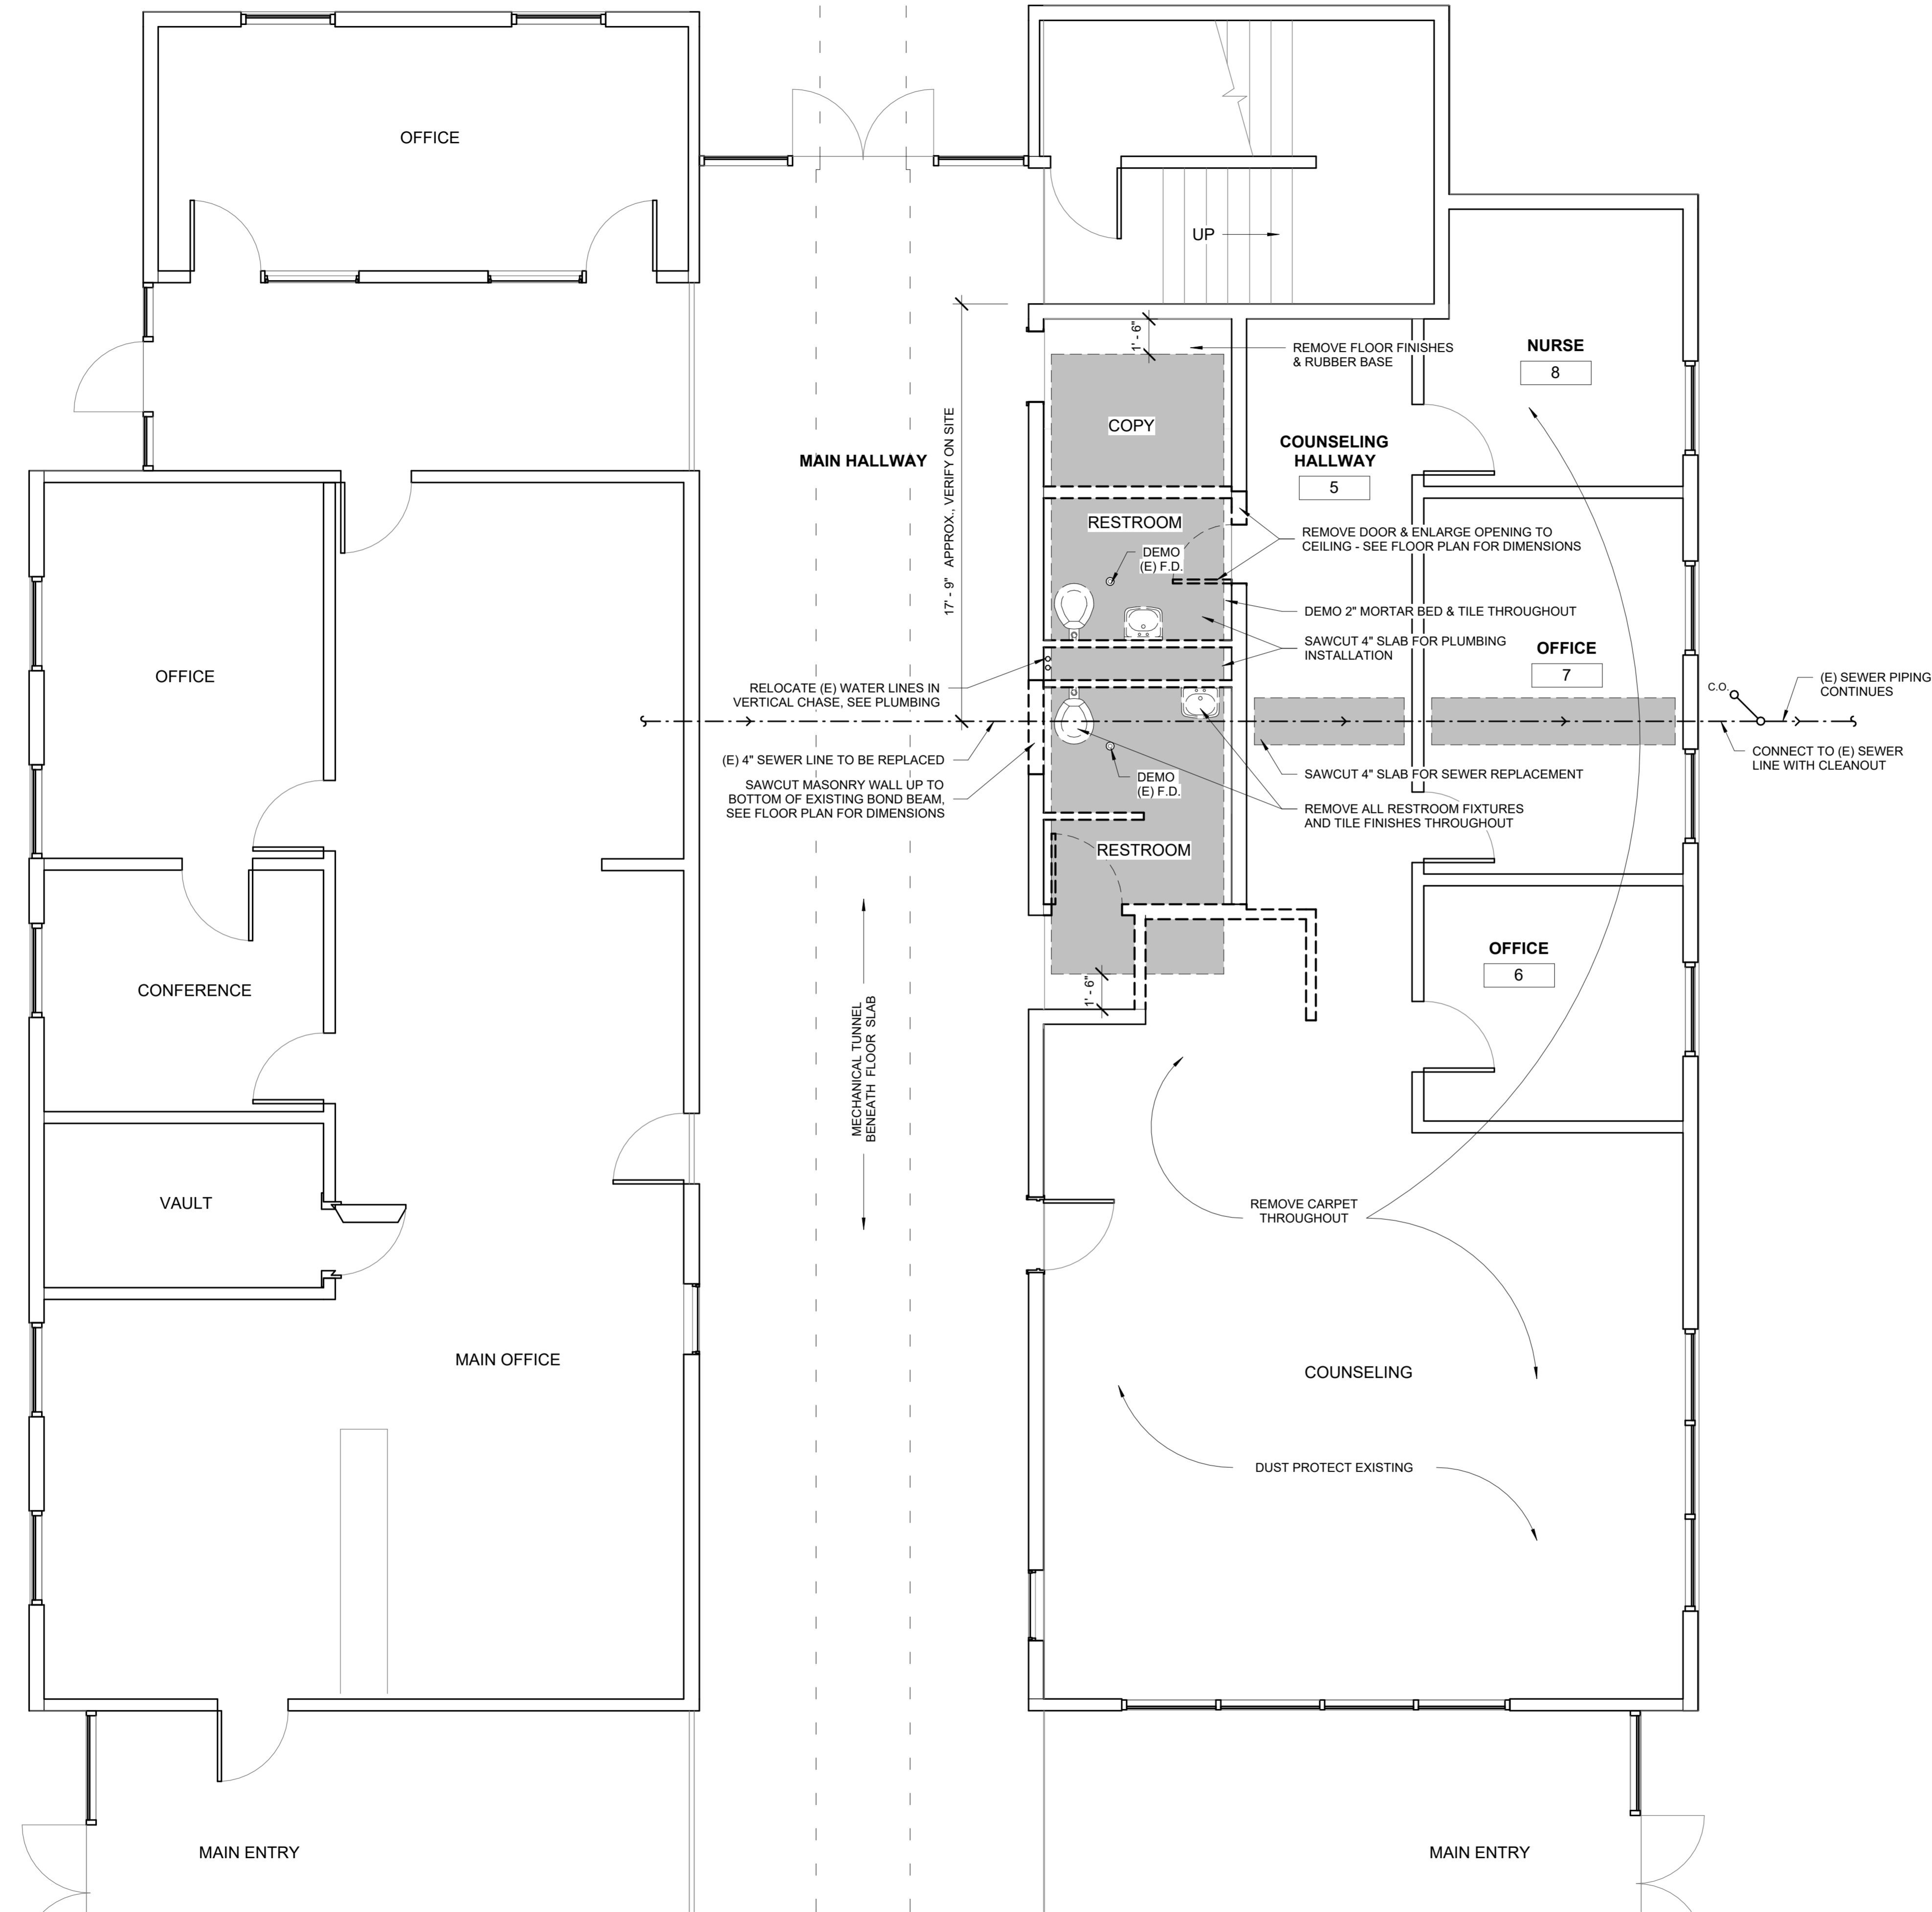 OFFICE
UP
1' - 6"
REMOVE FLOOR FINISHES
& RUBBER BASE
NURSE
8
COPY
17' - 9"   APPROX., VERIFY ON SITE
MAIN HALLWAY
COUNSELING
HALLWAY
5
RESTROOM
REMOVE DOOR & ENLARGE OPENING TO
CEILING - SEE FLOOR PLAN FOR DIMENSIONS
DEMO
(E) F.D.
DEMO 2" MORTAR BED & TILE THROUGHOUT
SAWCUT 4" SLAB FOR PLUMBING
INSTALLATION
OFFICE
7
OFFICE
RELOCATE (E) WATER LINES IN
VERTICAL CHASE, SEE PLUMBING
C.O.
(E) SEWER PIPING
CONTINUES
(E) 4" SEWER LINE TO BE REPLACED
CONNECT TO (E) SEWER
LINE WITH CLEANOUT
SAWCUT MASONRY WALL UP TO
BOTTOM OF EXISTING BOND BEAM,
SEE FLOOR PLAN FOR DIMENSIONS
DEMO
(E) F.D.
SAWCUT 4" SLAB FOR SEWER REPLACEMENT
REMOVE ALL RESTROOM FIXTURES
AND TILE FINISHES THROUGHOUT
RESTROOM
OFFICE
6
CONFERENCE
1' - 6"
MECHANICAL TUNNEL
BENEATH FLOOR SLAB
VAULT
REMOVE CARPET
THROUGHOUT
MAIN OFFICE
COUNSELING
DUST PROTECT EXISTING
MAIN ENTRY
MAIN ENTRY